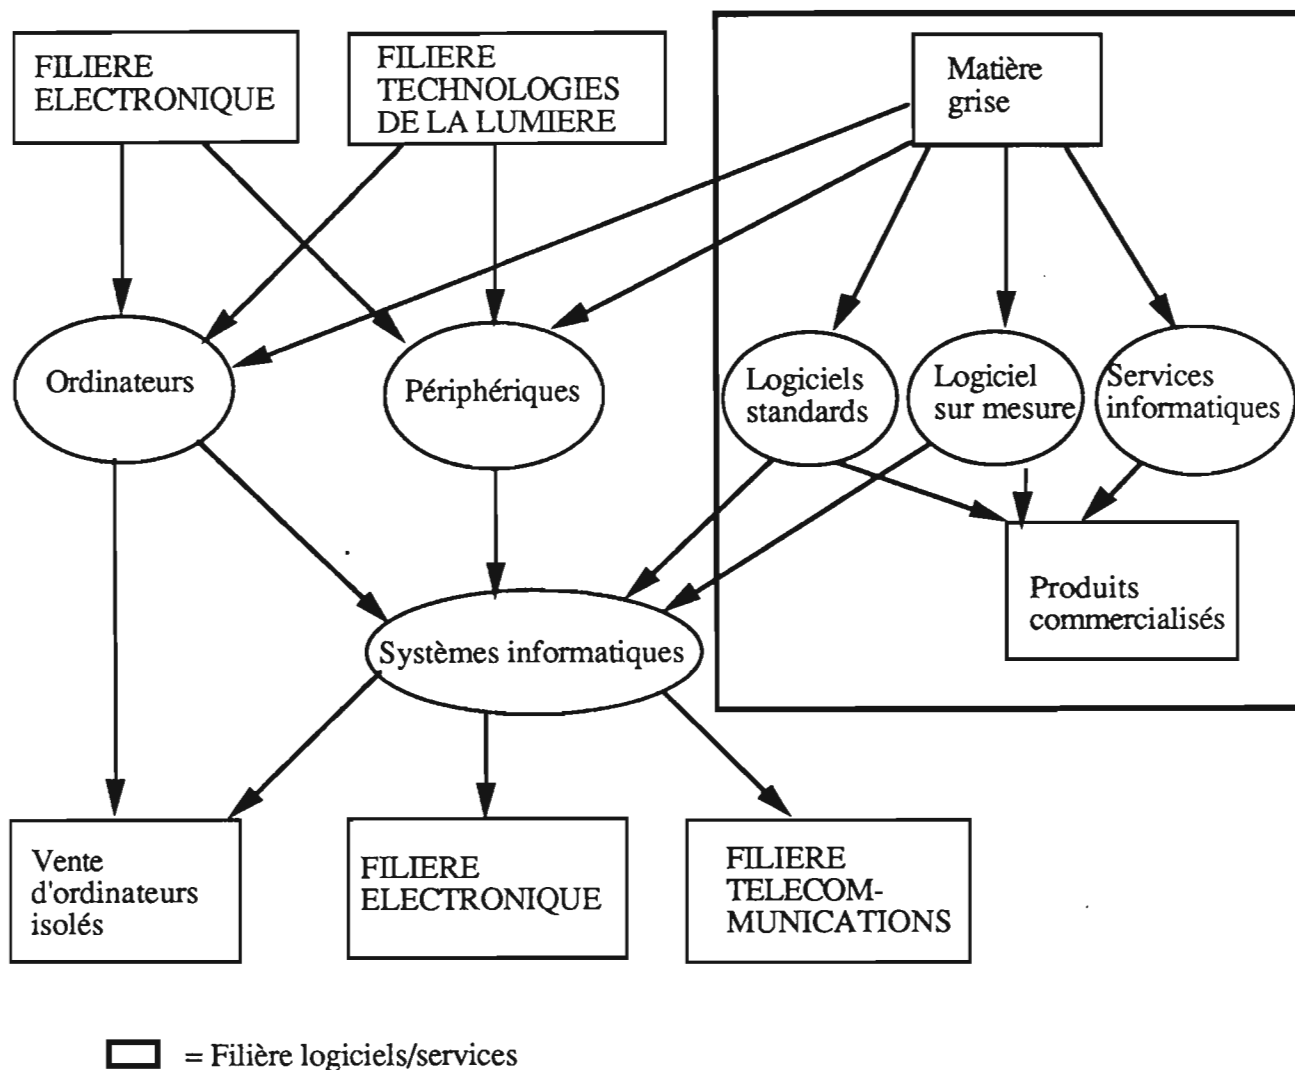 FILIERE
ELECTRONIQUE
FILIERE
TECHNOLOGIES
DE LA LUMIERE
Matière
grise
Ordinateurs
Périphériques
Logiciels
standards
Logiciel
sur mesure
Services
informatiques
Produits
commercialisés
Systèmes informatiques
Vente
d'ordinateurs
isolés
FILIERE
ELECTRONIQUE
FILIERE
TELECOM-
MUNICATIONS
= Filière logiciels/services